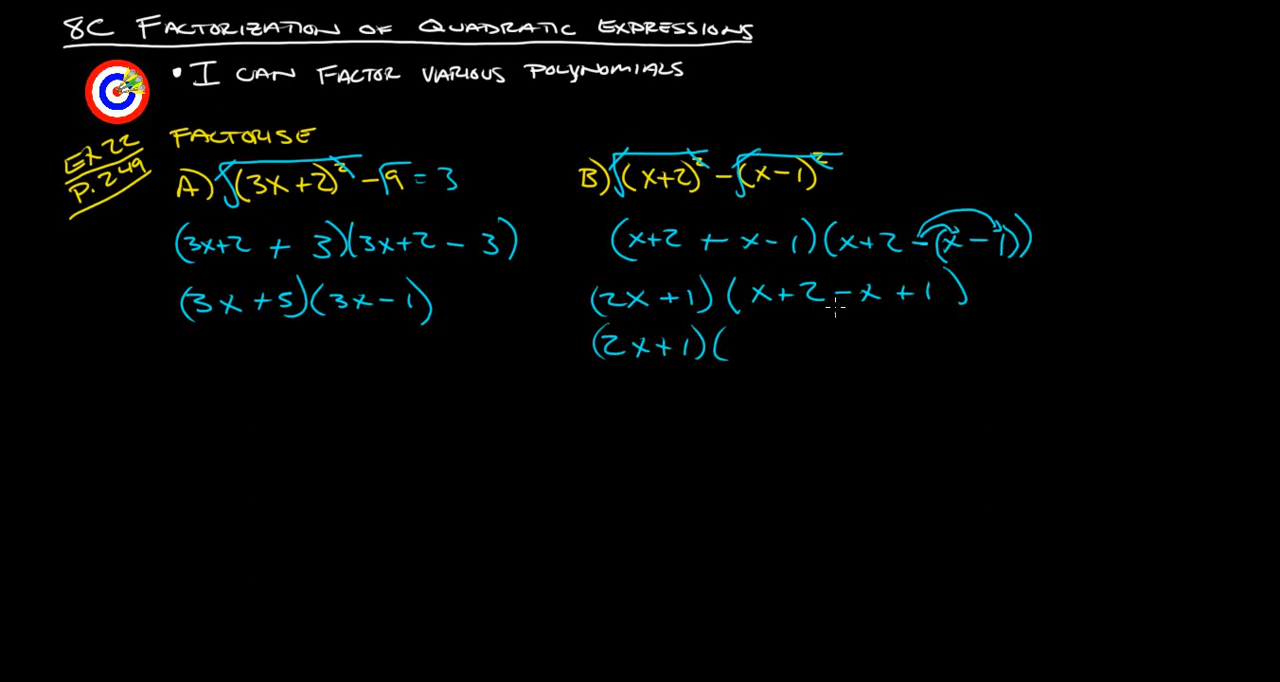 8C FACTORIZATION OF QUADRATIC EXPRESSIONS
• I CAN FACTOR VARIOUS POLYNOMIALS
EX 22
P. 249
FACTORISE
A) √(3x+2)² - √9 = 3
(3x+2 + 3)(3x+2 - 3)
(3x+5)(3x-1)
B) √(x+2)² - √(x-1)²
(x+2 + x-1)(x+2 - (x-1))
(2x+1)(x+2-x+1)
(2x+1)(